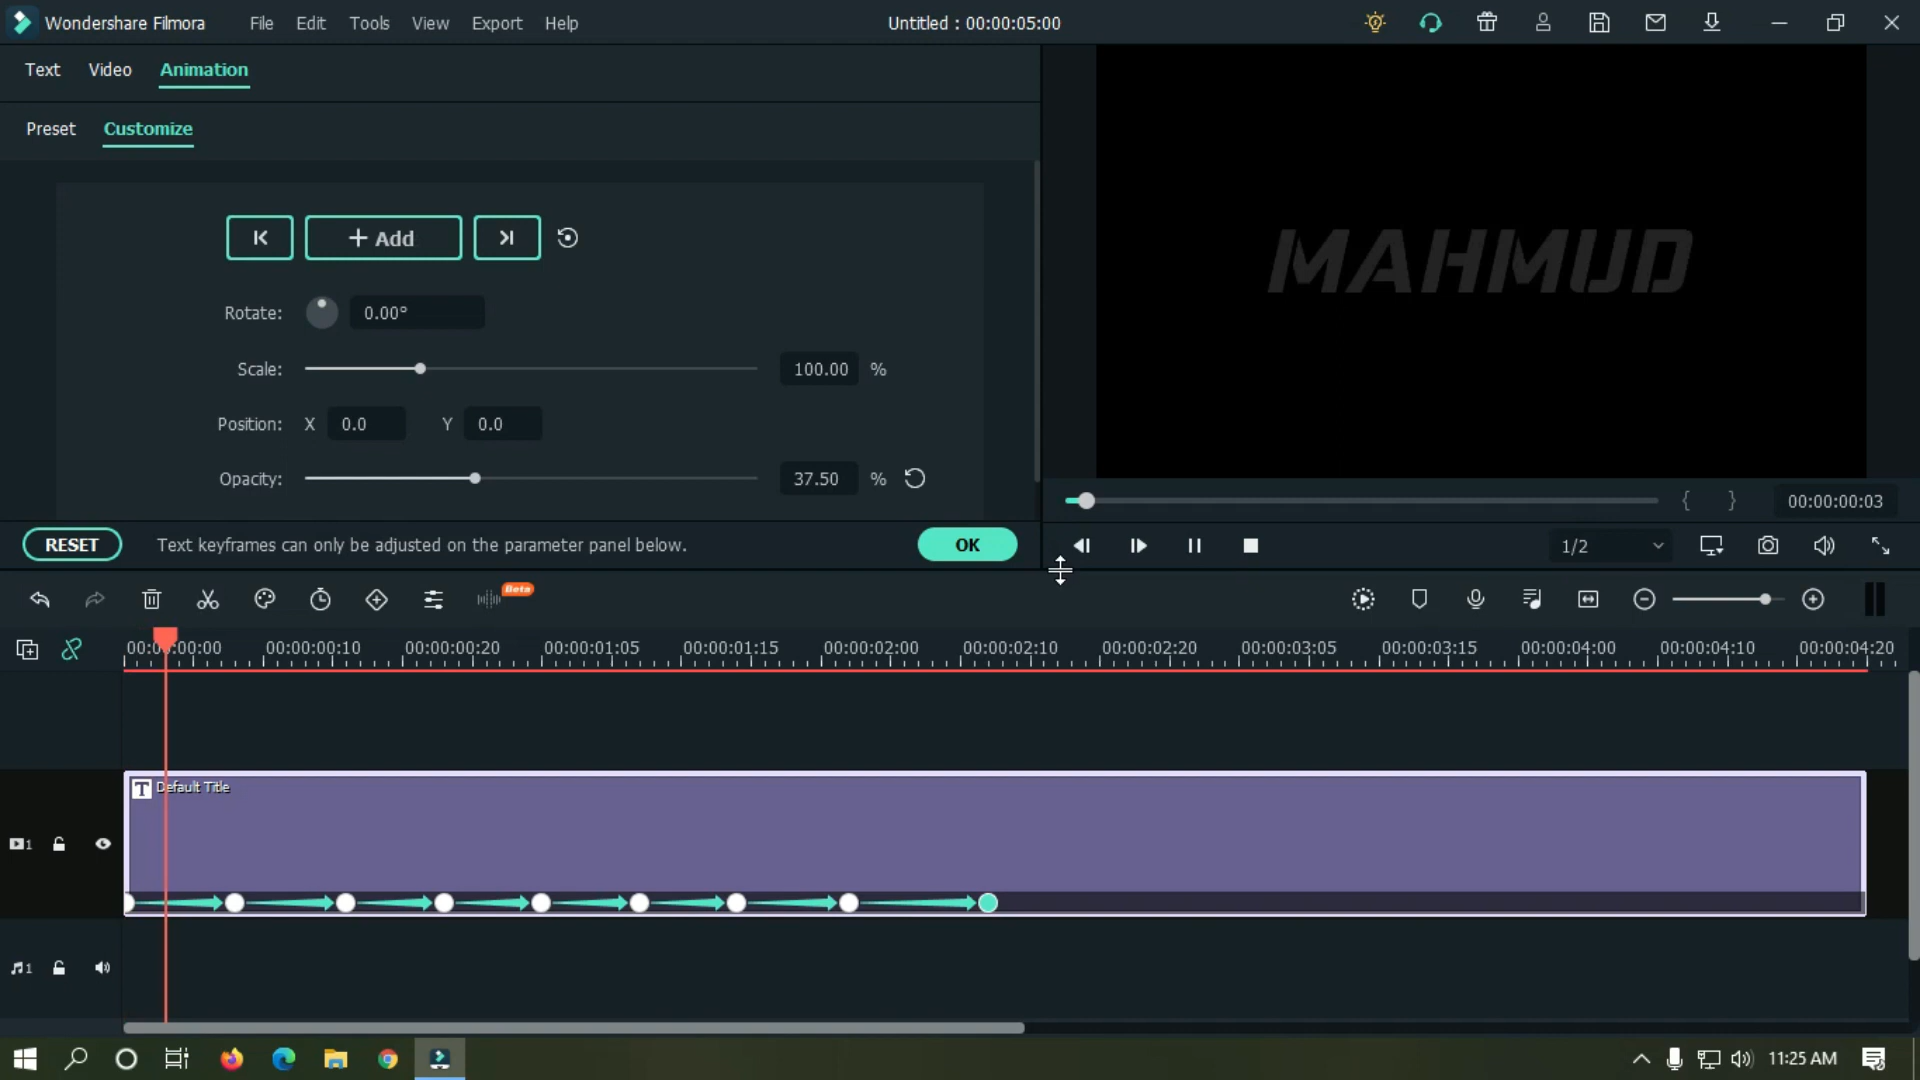 Wondershare Filmora File Edit Tools View Export Help Untitled : 00:00:05:00
Text Video Animation
Preset Customize
+ Add
Rotate: 0.00°
Scale: 100.00 %
Position: X 0.0 Y 0.0
Opacity: 37.50 %
RESET Text keyframes can only be adjusted on the parameter panel below. OK
MAHMUD
{ } 00:00:00:03
1/2
Beta
00:00:00:10 00:00:00:20 00:00:01:05 00:00:01:15 00:00:02:00 00:00:02:10 00:00:02:20 00:00:03:05 00:00:03:15 00:00:04:00 00:00:04:10 00:00:04:20
T Default Title
1
1
11:25 AM